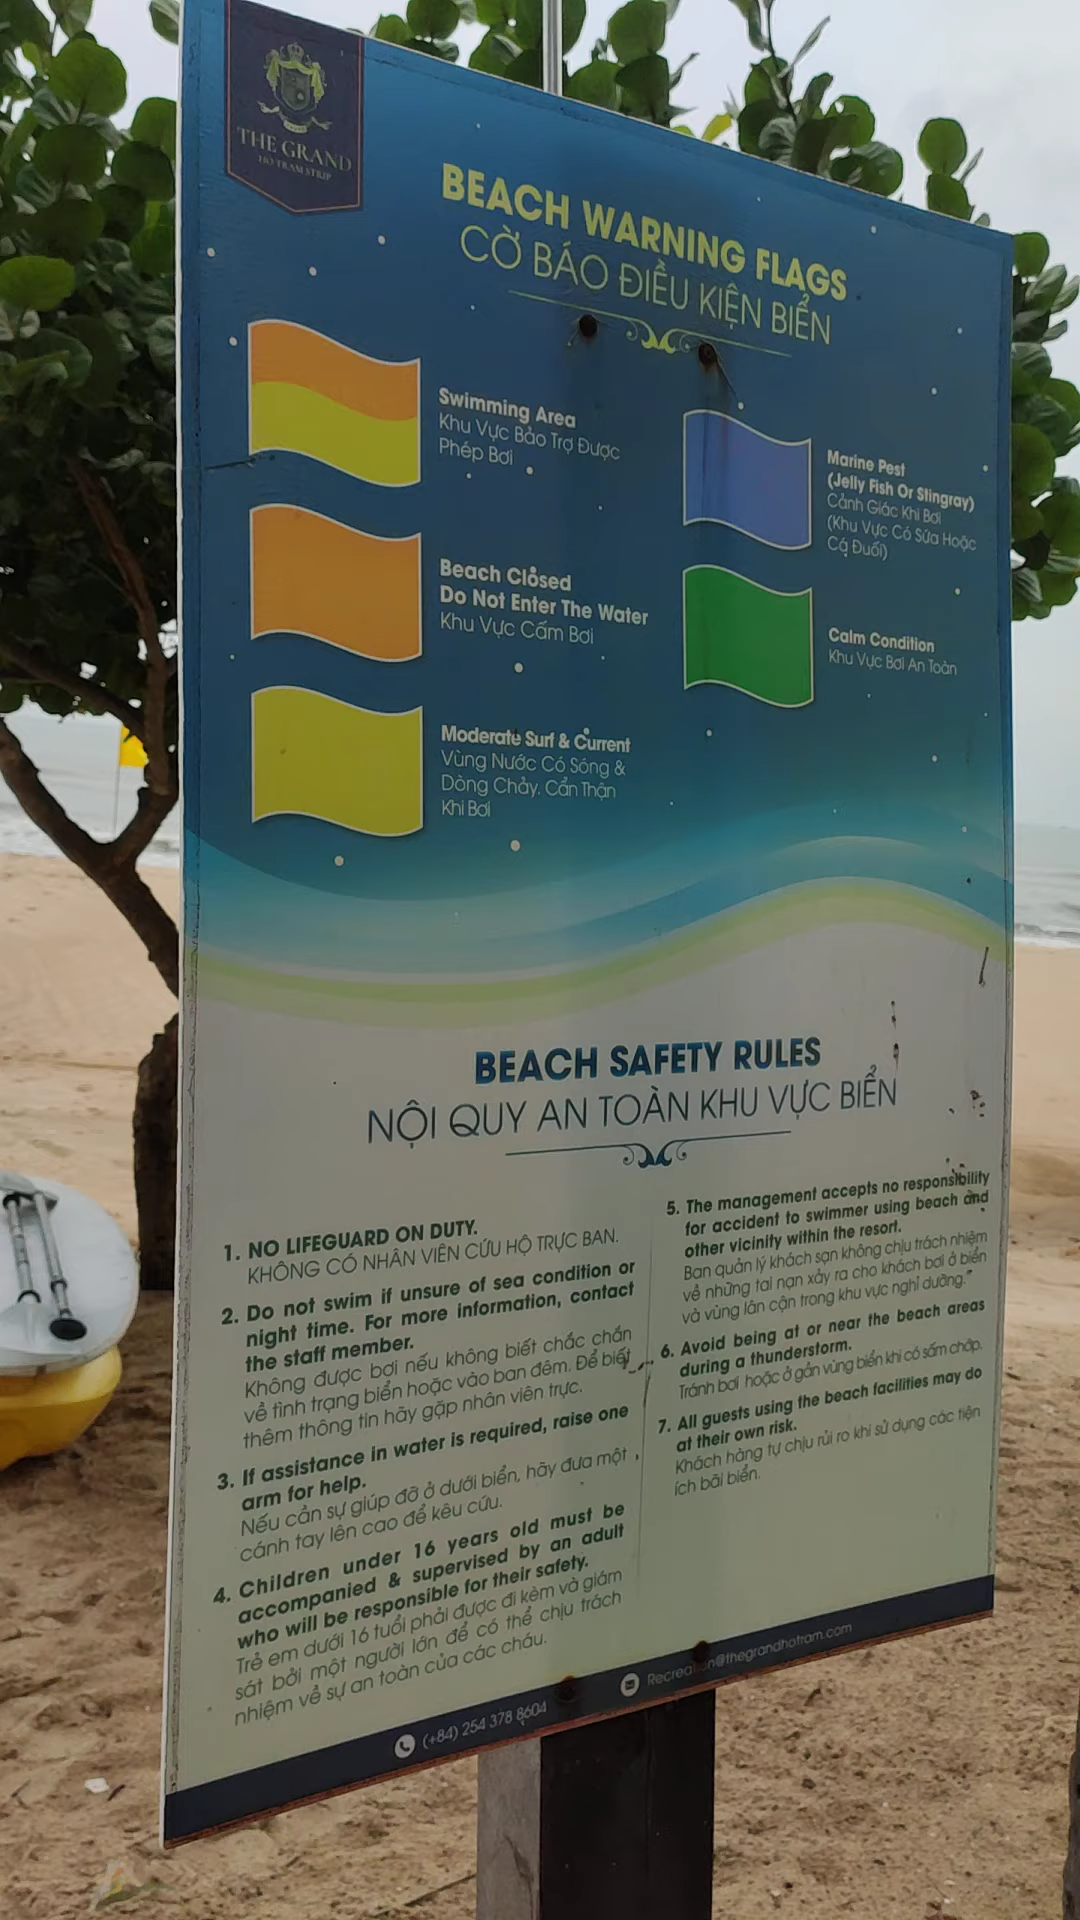 THE GRAND
HO TRAM STRIP
BEACH WARNING FLAGS
CỜ BÁO ĐIỀU KIỆN BIỂN
Swimming Area
Khu Vực Bảo Trợ Được
Phép Bơi
Beach Closed
Do Not Enter The Water
Khu Vực Cấm Bơi
Moderate Surf & Current
Vùng Nước Có Sóng &
Dòng Chảy. Cẩn Thận
Khi Bơi
Marine Pest
(Jelly Fish Or Stingray)
Cảnh Giác Khi Bơi
(Khu Vực Có Sứa Hoặc
Cá Đuối)
Calm Condition
Khu Vực Bơi An Toàn
BEACH SAFETY RULES
NỘI QUY AN TOÀN KHU VỰC BIỂN
1. NO LIFEGUARD ON DUTY.
KHÔNG CÓ NHÂN VIÊN CỨU HỘ TRỰC BAN.
2. Do not swim if unsure of sea condition or
night time. For more information, contact
the staff member.
Không được bơi nếu không biết chắc chắn
về tình trạng biển hoặc vào ban đêm. Để biết
thêm thông tin hãy gặp nhân viên trực.
3. If assistance in water is required, raise one
arm for help.
Nếu cần sự giúp đỡ ở dưới biển, hãy đưa một
cánh tay lên cao để kêu cứu.
4. Children under 16 years old must be
accompanied & supervised by an adult
who will be responsible for their safety.
Trẻ em dưới 16 tuổi phải được đi kèm và giám
sát bởi một người lớn để có thể chịu trách
nhiệm về sự an toàn của các cháu.
5. The management accepts no responsibility
for accident to swimmer using beach and
other vicinity within the resort.
Ban quản lý khách sạn không chịu trách nhiệm
về những tai nạn xảy ra cho khách bơi ở biển
và vùng lân cận trong khu vực nghỉ dưỡng."
6. Avoid being at or near the beach areas
during a thunderstorm.
Tránh bơi hoặc ở gần vùng biển khi có sấm chớp.
7. All guests using the beach facilities may do
at their own risk.
Khách hàng tự chịu rủi ro khi sử dụng các tiện
ích bãi biển.
(+84) 254 378 8604
Recreation@thegrandhotram.com